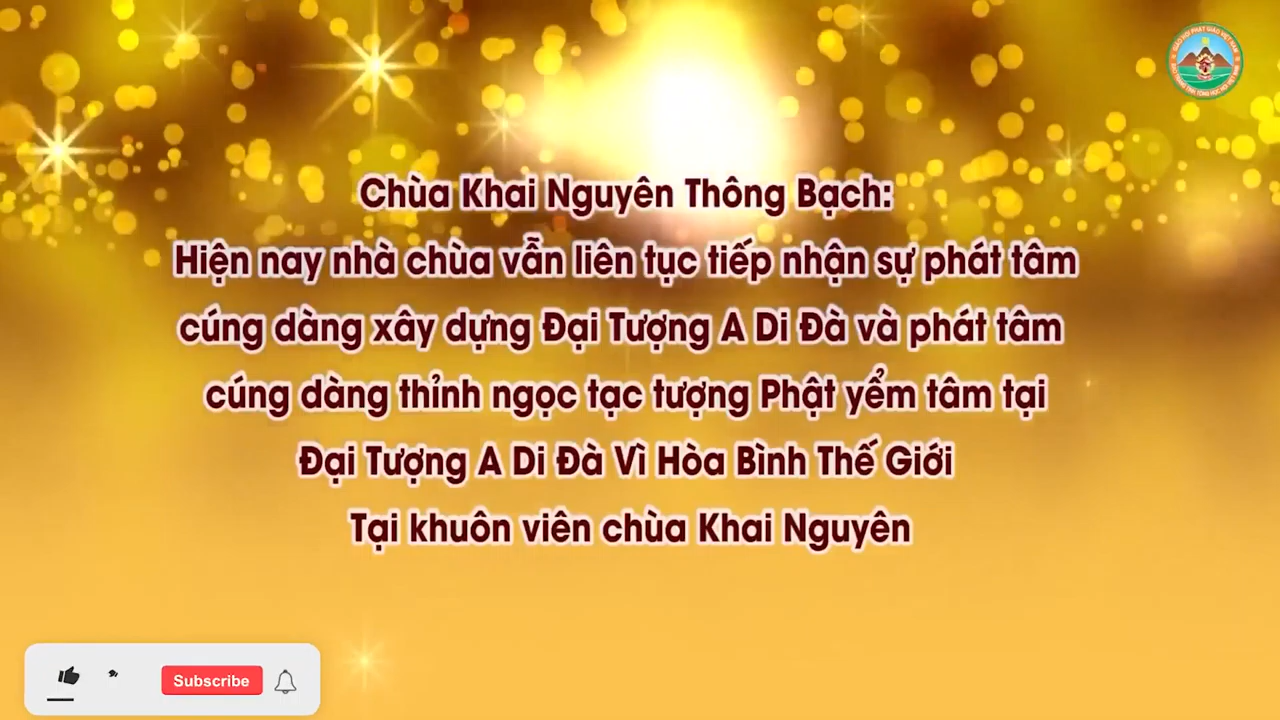 Chùa Khai Nguyên Thông Bạch:
Hiện nay nhà chùa vẫn liên tục tiếp nhận sự phát tâm
cúng dàng xây dựng Đại Tượng A Di Đà và phát tâm
cúng dàng thỉnh ngọc tạc tượng Phật yểm tâm tại
Đại Tượng A Di Đà Vì Hòa Bình Thế Giới
Tại khuôn viên chùa Khai Nguyên
Subscribe